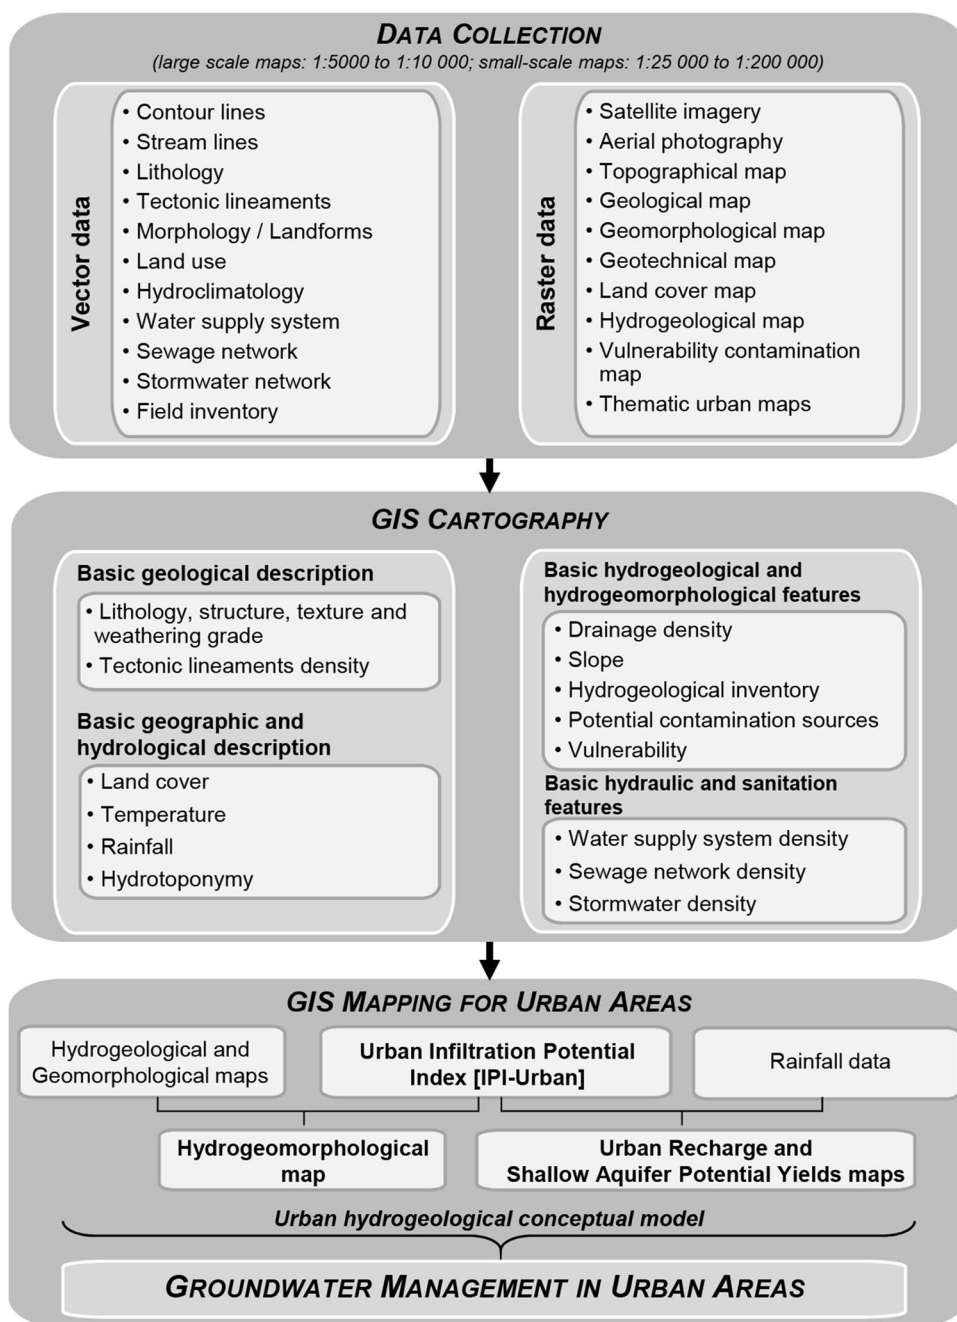 DATA COLLECTION
(large scale maps: 1:5000 to 1:10 000; small-scale maps: 1:25 000 to 1:200 000)
Vector data
• Contour lines
• Stream lines
• Lithology
• Tectonic lineaments
• Morphology / Landforms
• Land use
• Hydroclimatology
• Water supply system
• Sewage network
• Stormwater network
• Field inventory
Raster data
• Satellite imagery
• Aerial photography
• Topographical map
• Geological map
• Geomorphological map
• Geotechnical map
• Land cover map
• Hydrogeological map
• Vulnerability contamination
map
• Thematic urban maps
GIS CARTOGRAPHY
Basic geological description
• Lithology, structure, texture and
weathering grade
• Tectonic lineaments density
Basic geographic and
hydrological description
• Land cover
• Temperature
• Rainfall
• Hydrotoponymy
Basic hydrogeological and
hydrogeomorphological features
• Drainage density
• Slope
• Hydrogeological inventory
• Potential contamination sources
• Vulnerability
Basic hydraulic and sanitation
features
• Water supply system density
• Sewage network density
• Stormwater density
GIS MAPPING FOR URBAN AREAS
Hydrogeological and
Geomorphological maps
Urban Infiltration Potential
Index [IPI-Urban]
Rainfall data
Hydrogeomorphological
map
Urban Recharge and
Shallow Aquifer Potential Yields maps
Urban hydrogeological conceptual model
GROUNDWATER MANAGEMENT IN URBAN AREAS